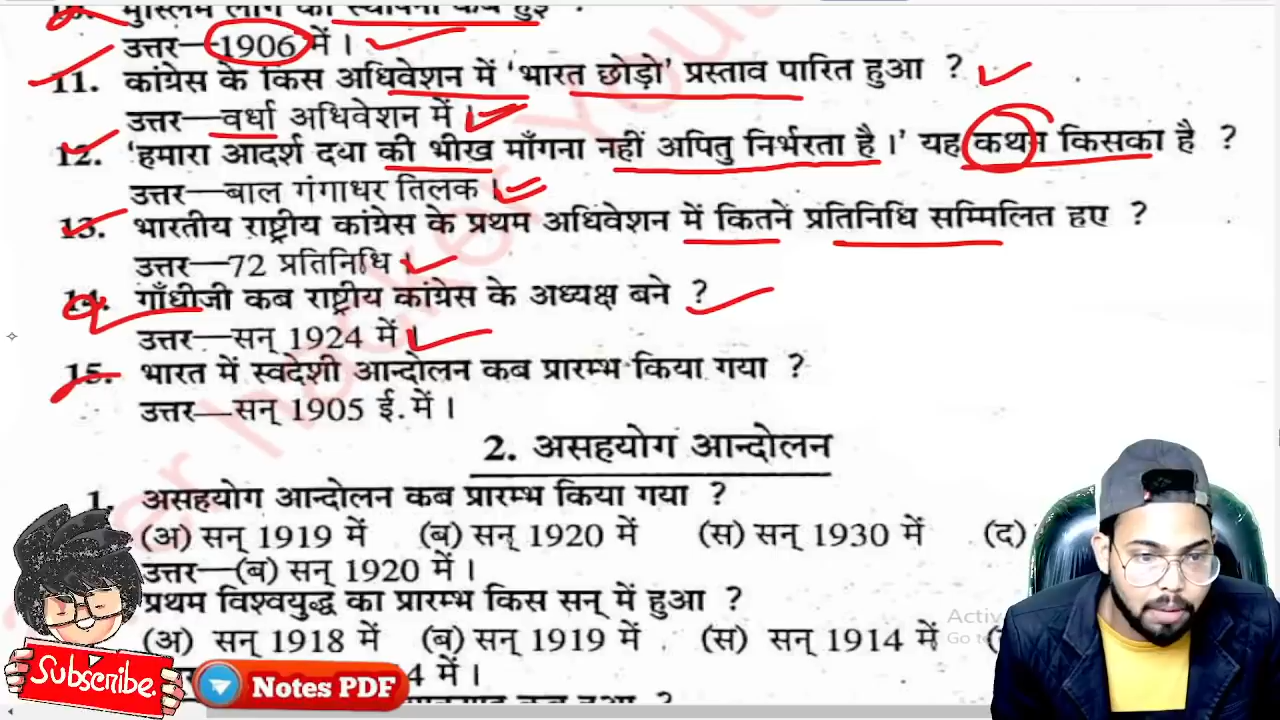 10. मुस्लिम लीग की स्थापना कब हुई ?
उत्तर—1906 में।
11. कांग्रेस के किस अधिवेशन में ‘भारत छोड़ो’ प्रस्ताव पारित हुआ ?
उत्तर—वर्धा अधिवेशन में।
12. ‘हमारा आदर्श दया की भीख माँगना नहीं अपितु निर्भरता है।’ यह कथन किसका है ?
उत्तर—बाल गंगाधर तिलक।
13. भारतीय राष्ट्रीय कांग्रेस के प्रथम अधिवेशन में कितने प्रतिनिधि सम्मिलित हुए ?
उत्तर—72 प्रतिनिधि।
14. गाँधीजी कब राष्ट्रीय कांग्रेस के अध्यक्ष बने ?
उत्तर—सन् 1924 में।
15. भारत में स्वदेशी आन्दोलन कब प्रारम्भ किया गया ?
उत्तर—सन् 1905 ई. में।
2. असहयोग आन्दोलन
1. असहयोग आन्दोलन कब प्रारम्भ किया गया ?
(अ) सन् 1919 में (ब) सन् 1920 में (स) सन् 1930 में (द)
उत्तर—(ब) सन् 1920 में।
प्रथम विश्वयुद्ध का प्रारम्भ किस सन् में हुआ ?
(अ) सन् 1918 में (ब) सन् 1919 में (स) सन् 1914 में
4 में।
Subscribe.
Notes PDF